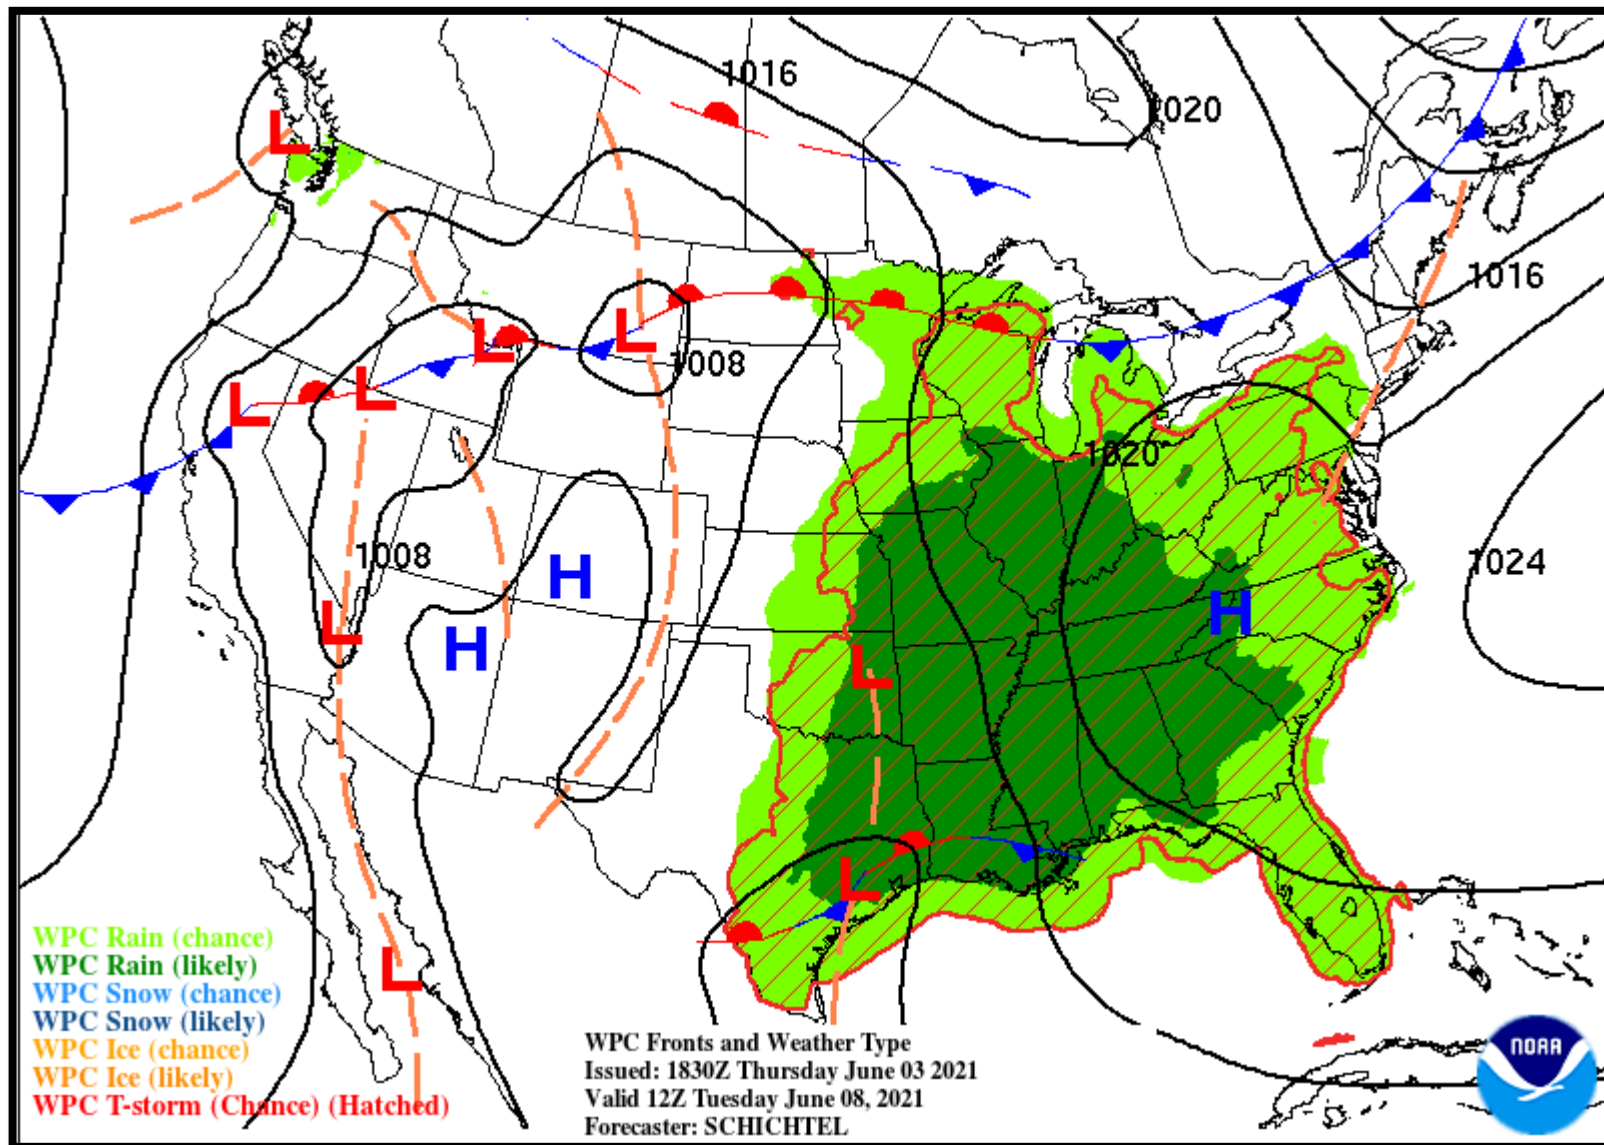 1016
1020
L
1016
L
1008
L
L
L
1020
1008
H
1024
H
L
H
L
L
L
WPC Rain (chance)
WPC Rain (likely)
WPC Snow (chance)
WPC Snow (likely)
WPC Ice (chance)
WPC Ice (likely)
WPC T-storm (Chance) (Hatched)
WPC Fronts and Weather Type
Issued: 1830Z Thursday June 03 2021
Valid 12Z Tuesday June 08, 2021
Forecaster: SCHICHTEL
NOAA